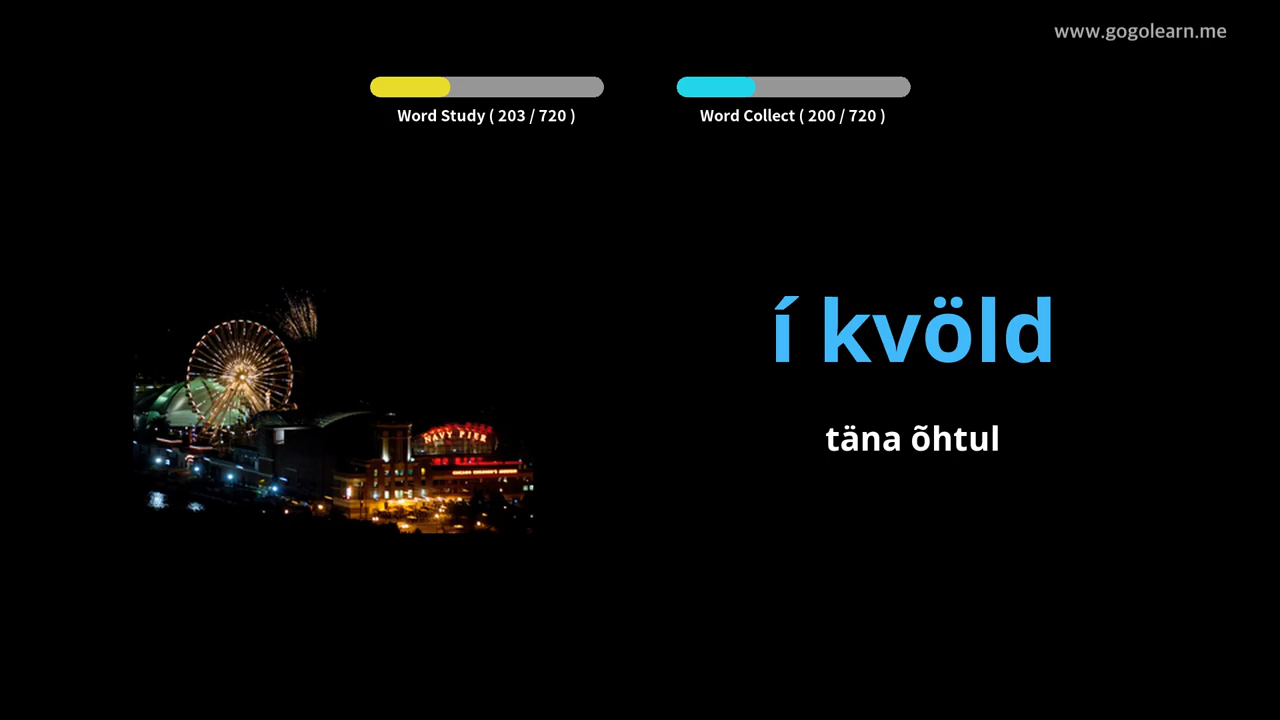 www.gogolearn.me
Word Study ( 203 / 720 )
Word Collect ( 200 / 720 )
í kvöld
täna õhtul
NAVY PIER